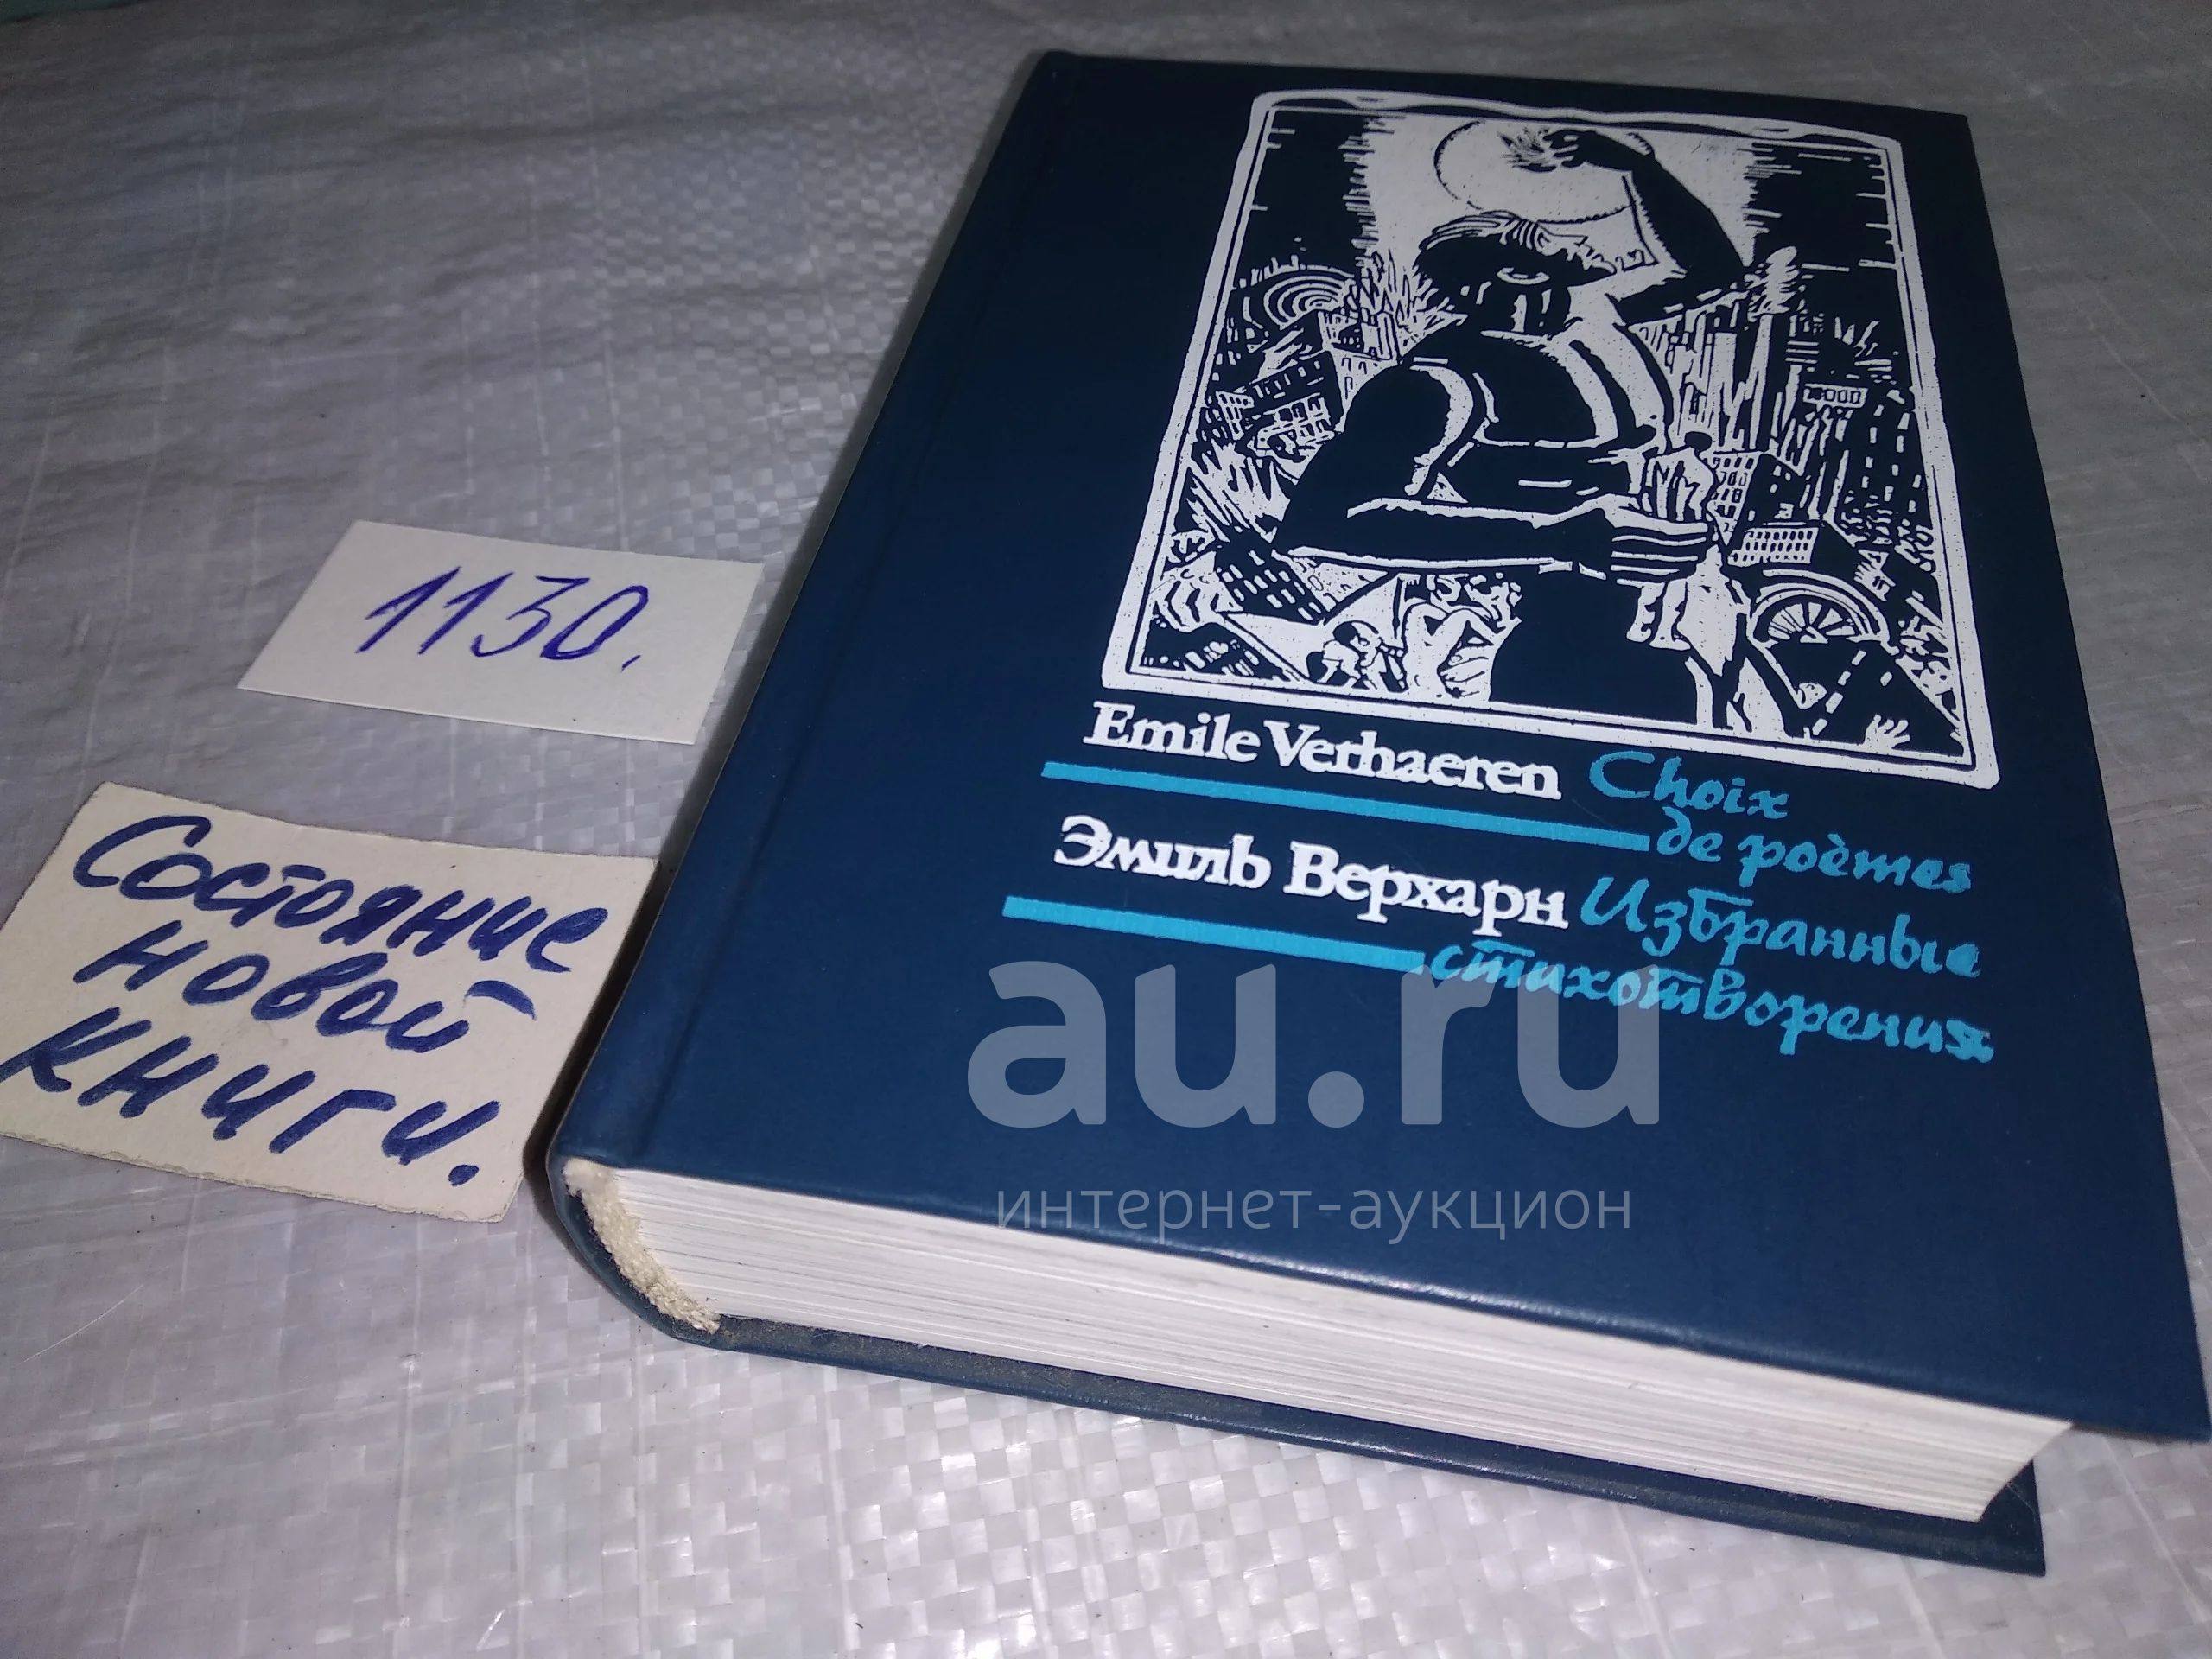 1130.
Состояние
новой
книги.
Emile Verhaeren Choix
de poèmes
Эмиль Верхарн Избранные
стихотворения
au.ru
интернет-аукцион